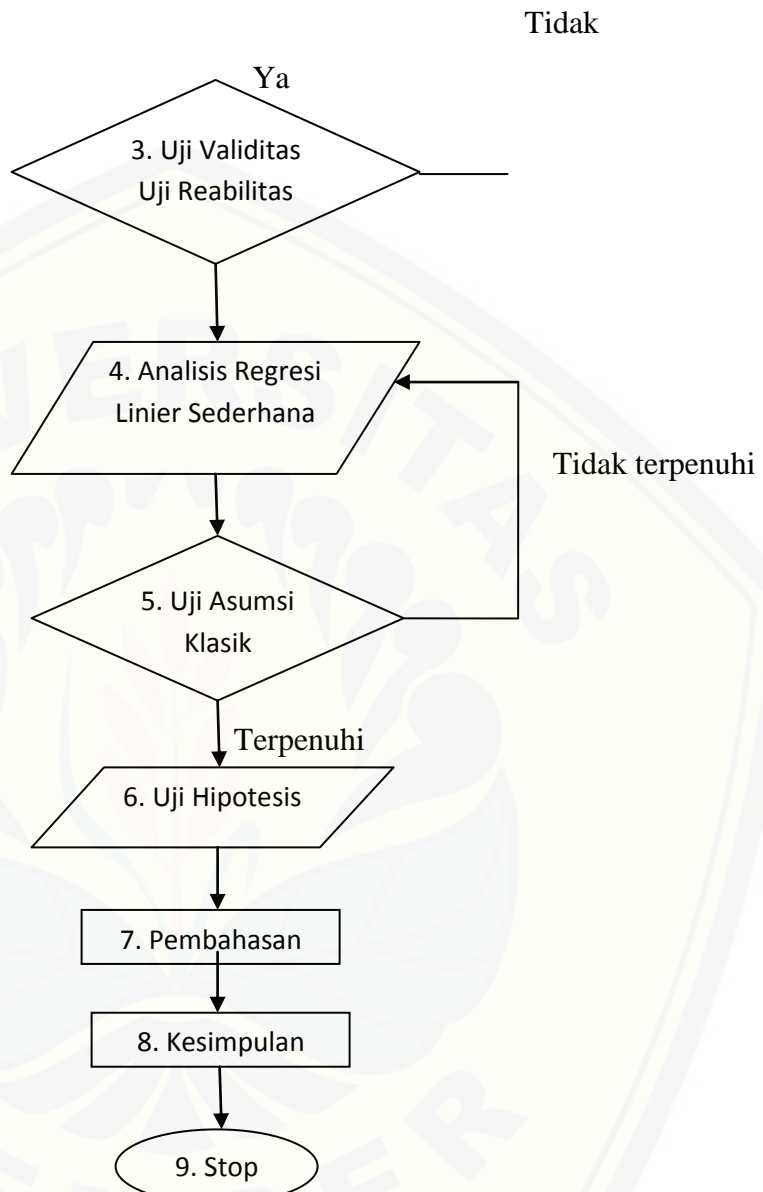 Tidak
Ya
3. Uji Validitas
Uji Reabilitas
4. Analisis Regresi
Linier Sederhana
Tidak terpenuhi
5. Uji Asumsi
Klasik
Terpenuhi
6. Uji Hipotesis
7. Pembahasan
8. Kesimpulan
9. Stop